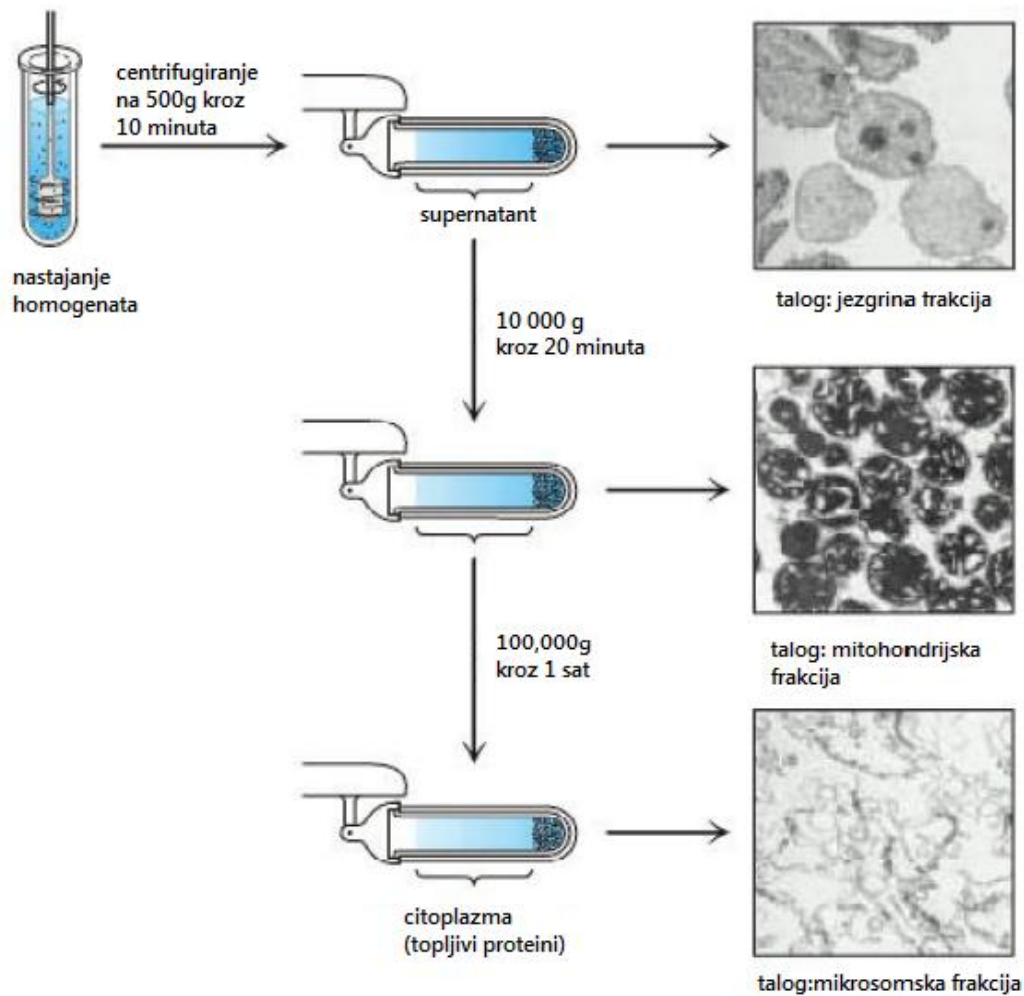 centrifugiranje
na 500g kroz
10 minuta
supernatant
nastajanje
homogenata
talog: jezgrina frakcija
10 000 g
kroz 20 minuta
talog: mitohondrijska
frakcija
100,000g
kroz 1 sat
citoplazma
(topljivi proteini)
talog:mikrosomska frakcija